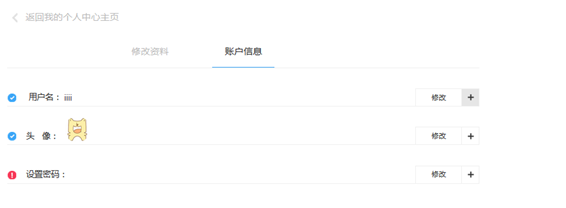 返回我的个人中心主页
修改资料 账户信息
用户名： iiiii 修改 +
头 像： 修改 +
设置密码： 修改 +